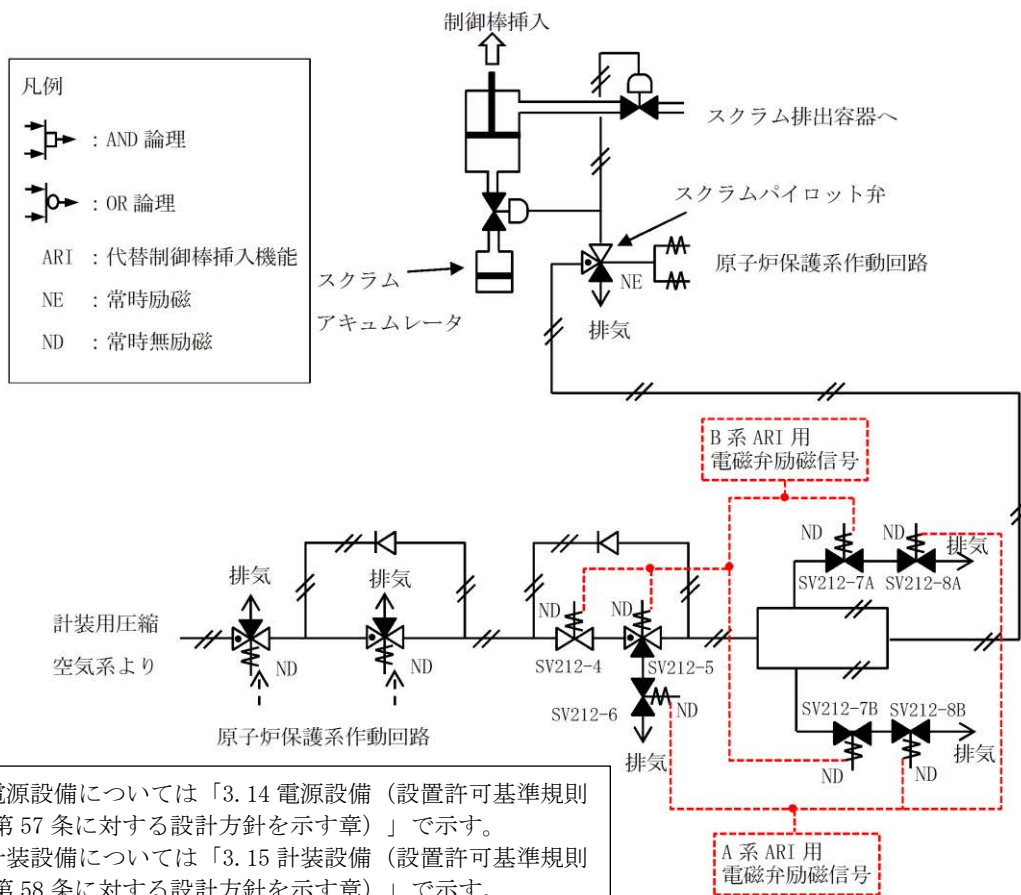 制御棒挿入
凡例
: AND 論理
: OR 論理
ARI : 代替制御棒挿入機能
NE : 常時励磁
ND : 常時無励磁
スクラム排出容器へ
スクラムパイロット弁
NE
原子炉保護系作動回路
排気
スクラム
アキュムレータ
B 系 ARI 用
電磁弁励磁信号
ND
ND
排気
SV212-7A
SV212-8A
計装用圧縮
空気系より
排気
排気
ND
ND
原子炉保護系作動回路
ND
ND
SV212-4
SV212-5
SV212-6
ND
排気
SV212-7B
SV212-8B
ND
ND
排気
A 系 ARI 用
電磁弁励磁信号
電源設備については「3.14 電源設備（設置許可基準規則
第 57 条に対する設計方針を示す章）」で示す。
計装設備については「3.15 計装設備（設置許可基準規則
第 58 条に対する設計方針を示す章）」で示す。